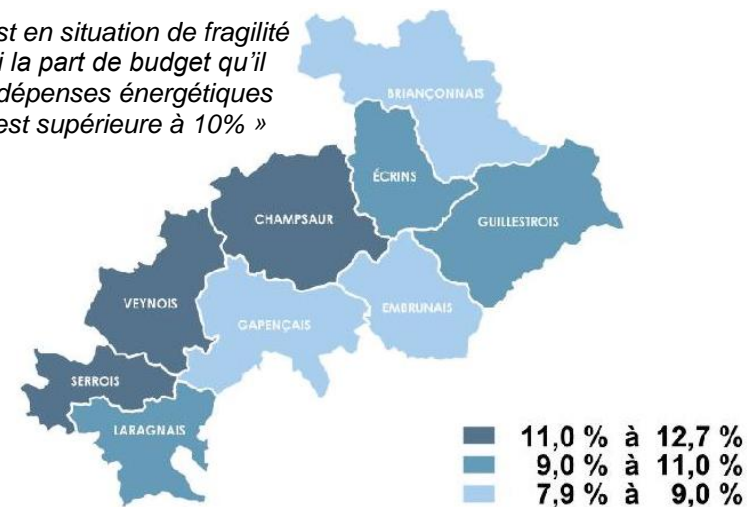 st en situation de fragilité
i la part de budget qu'il
dépenses énergétiques
est supérieure à 10% »
BRIANÇONNAIS
ÉCRINS
CHAMPSAUR
GUILLESTROIS
VEYNOIS
EMBRUNAIS
GAPENÇAIS
SERROIS
LARAGNAIS
11,0 % à 12,7 %
9,0 % à 11,0 %
7,9 % à 9,0 %